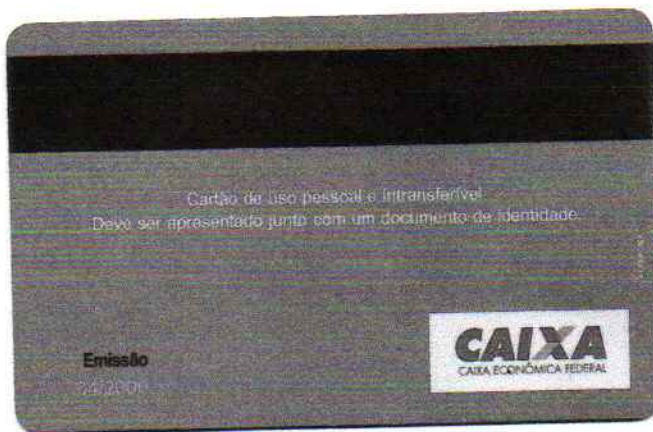 Cartão de uso pessoal e intransferível
Deve ser apresentado junto com um documento de identidade.
Emissão
CAIXA
CAIXA ECONÔMICA FEDERAL